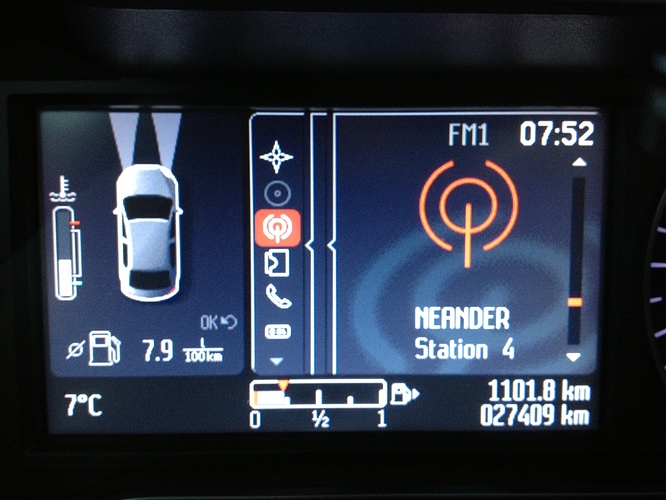 FM1 07:52
NEANDER
Station 4
OK
Ø 7.9 L/100km
7°C
0 ½ 1
1101.8 km
027409 km